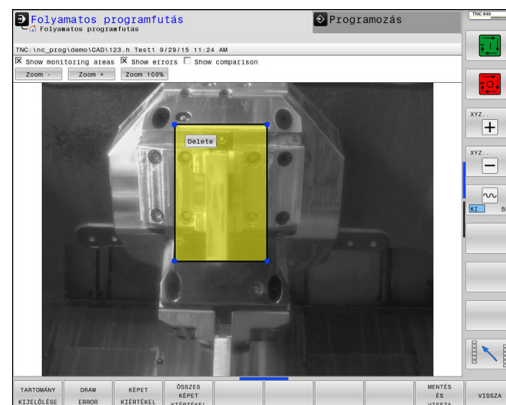 TNC 640
Folyamatos programfutás
Programozás
Folyamatos programfutás
TNC:\nc_prog\demo\CAD\123.h Test1 9/29/15 11:24 AM
Show monitoring areas Show errors Show comparison
Zoom - Zoom + Zoom 100%
Delete
XYZ..
XYZ..
KI
TARTOMÁNY KIJELÖLÉSE
DRAW ERROR
KÉPET KIÉRTÉKEL
ÖSSZES KÉPET KIÉRTÉKEL
MENTÉS ÉS VISSZA
VISSZA